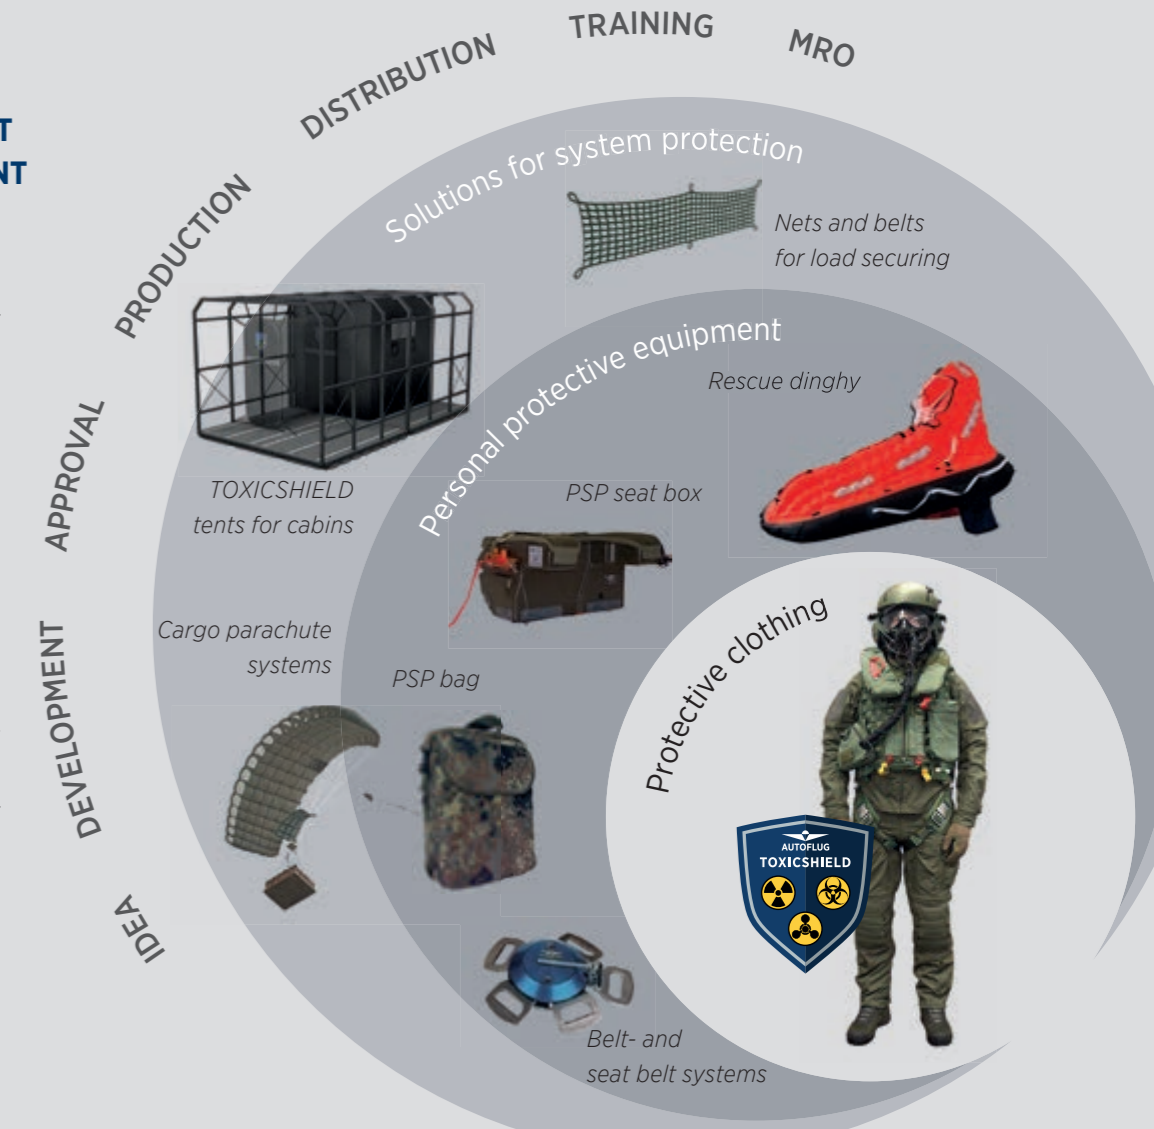 T
NT
IDEA
DEVELOPMENT
APPROVAL
PRODUCTION
DISTRIBUTION
TRAINING
MRO
Solutions for system protection
Nets and belts
for load securing
TOXICSHIELD
tents for cabins
Cargo parachute
systems
Personal protective equipment
Rescue dinghy
PSP seat box
PSP bag
Belt- and
seat belt systems
Protective clothing
AUTOFLUG
TOXICSHIELD